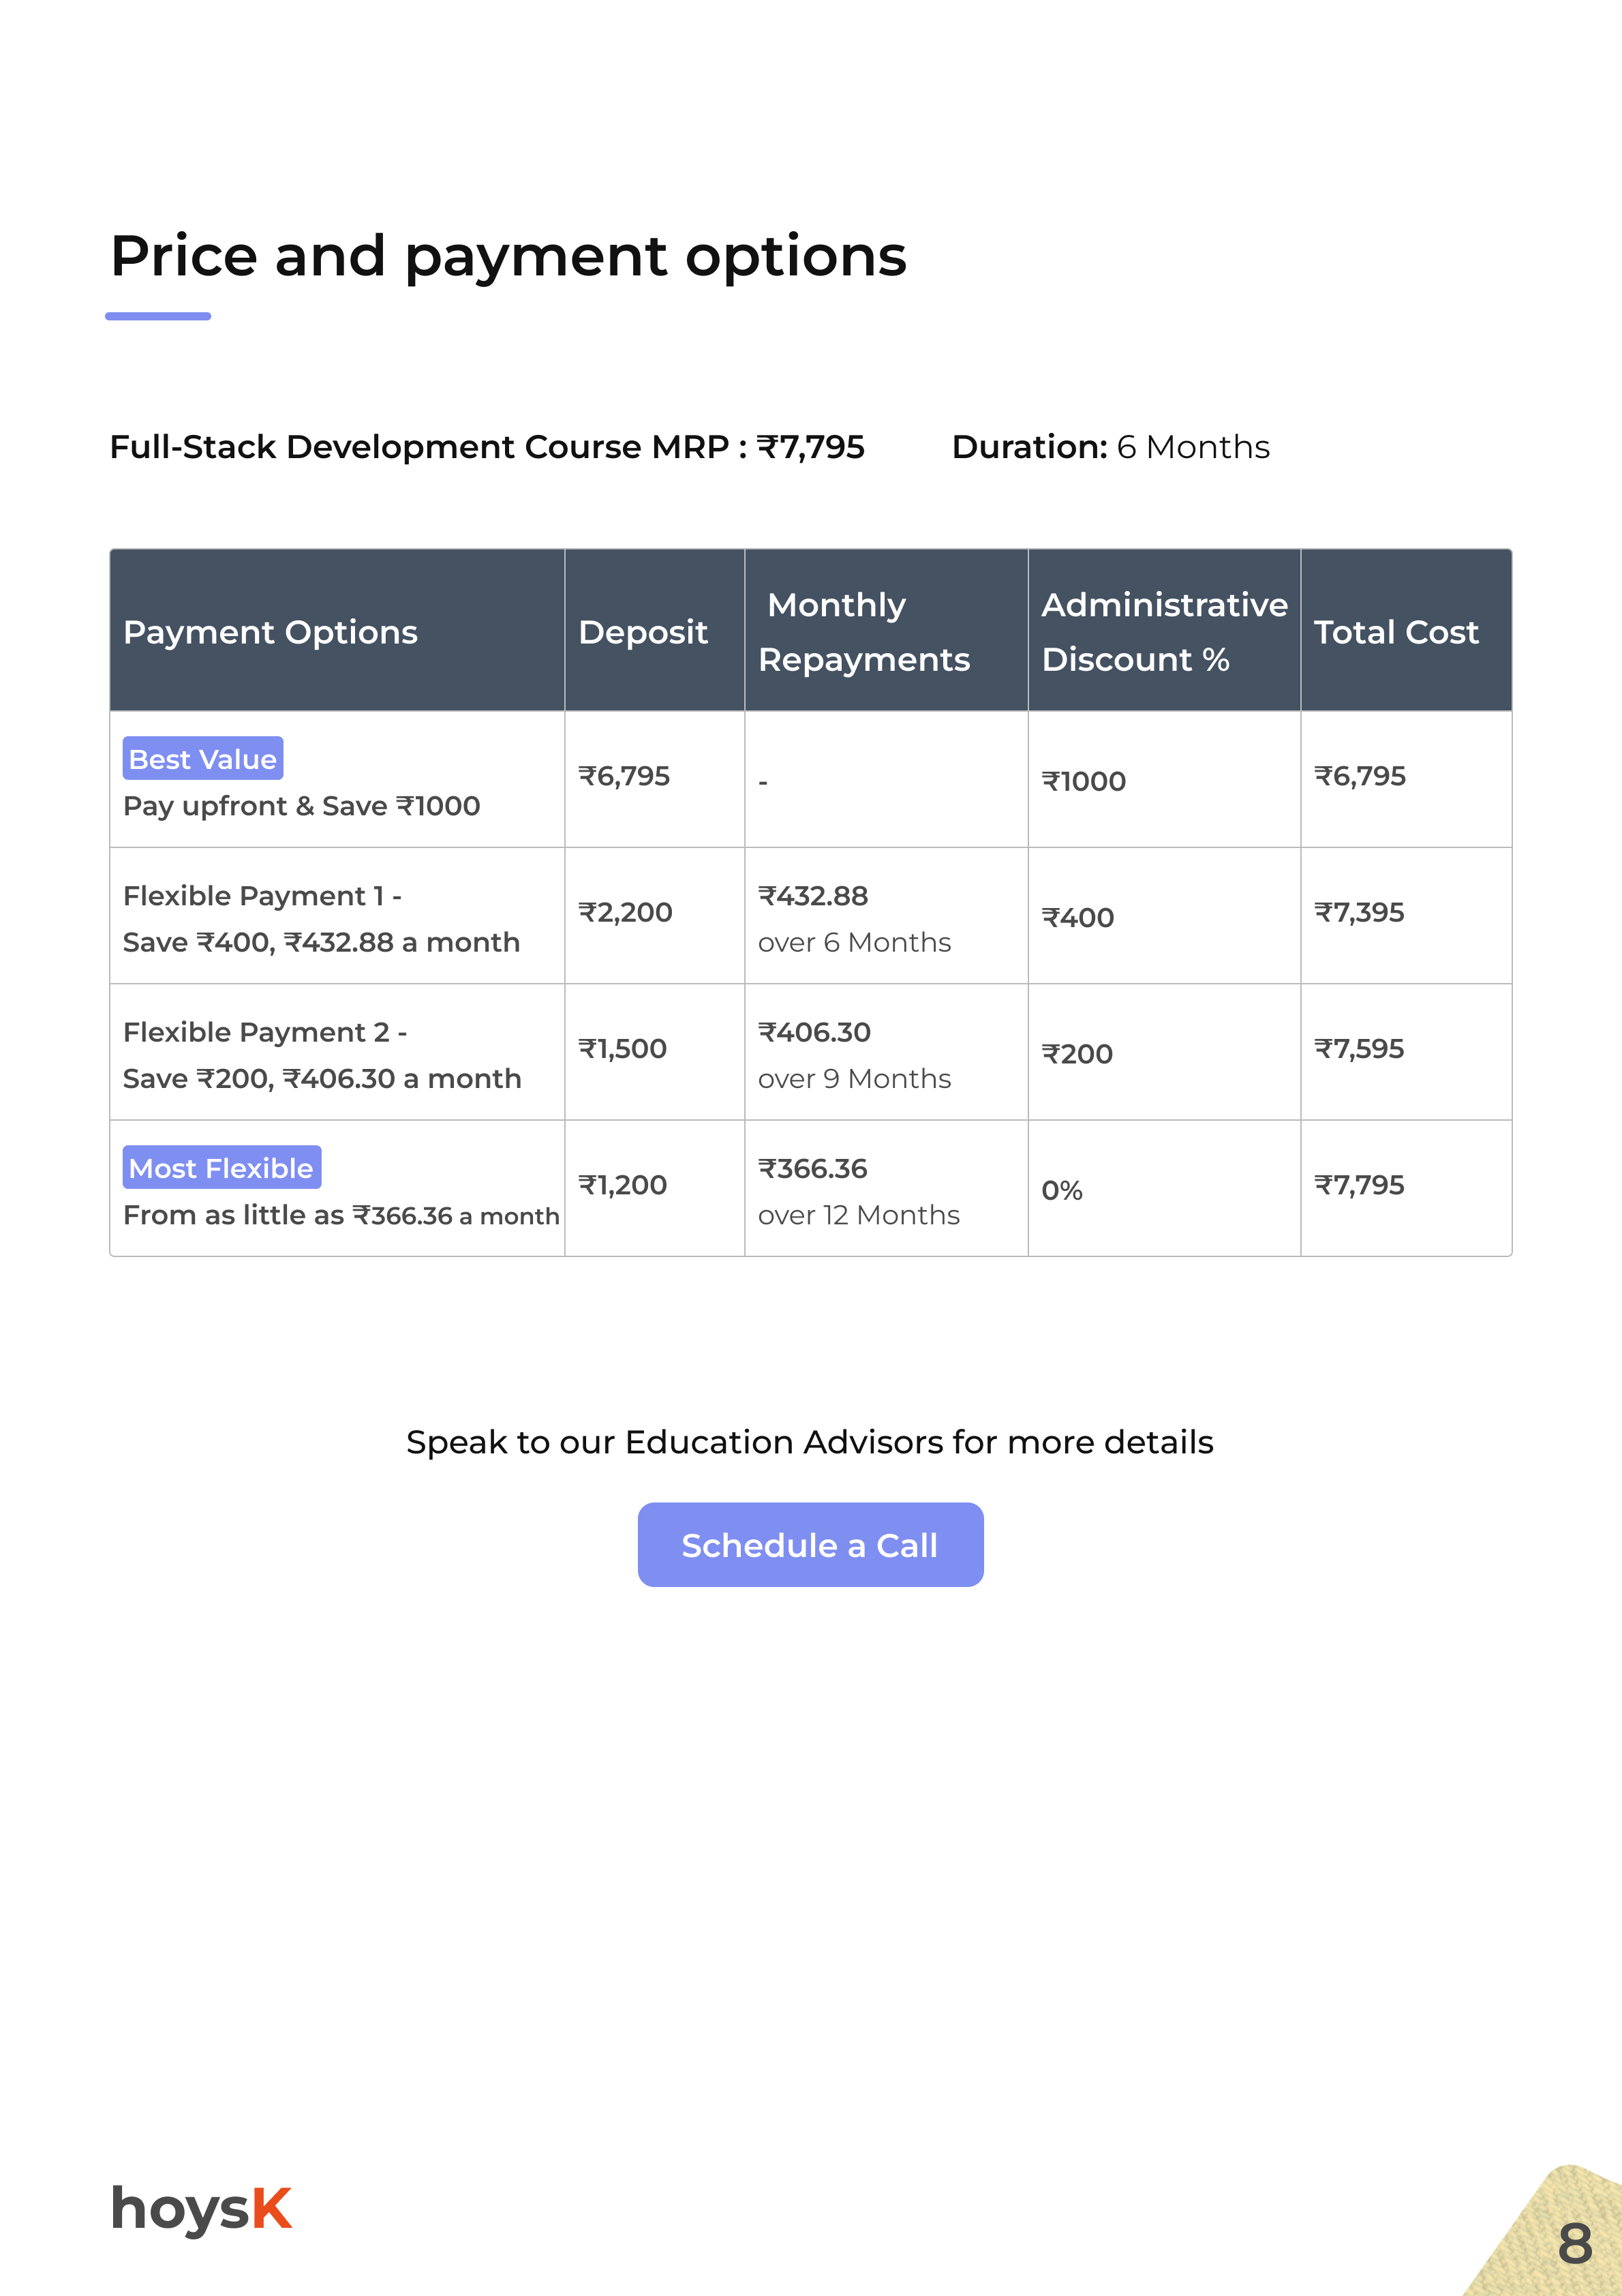 Price and payment options
Full-Stack Development Course MRP : ₹7,795 Duration: 6 Months
Payment Options Deposit Monthly Repayments Administrative Discount % Total Cost
Best Value
Pay upfront & Save ₹1000
₹6,795 - ₹1000 ₹6,795
Flexible Payment 1 -
Save ₹400, ₹432.88 a month
₹2,200
₹432.88
over 6 Months
₹400 ₹7,395
Flexible Payment 2 -
Save ₹200, ₹406.30 a month
₹1,500
₹406.30
over 9 Months
₹200 ₹7,595
Most Flexible
From as little as ₹366.36 a month
₹1,200
₹366.36
over 12 Months
0% ₹7,795
Speak to our Education Advisors for more details
Schedule a Call
hoysK
8